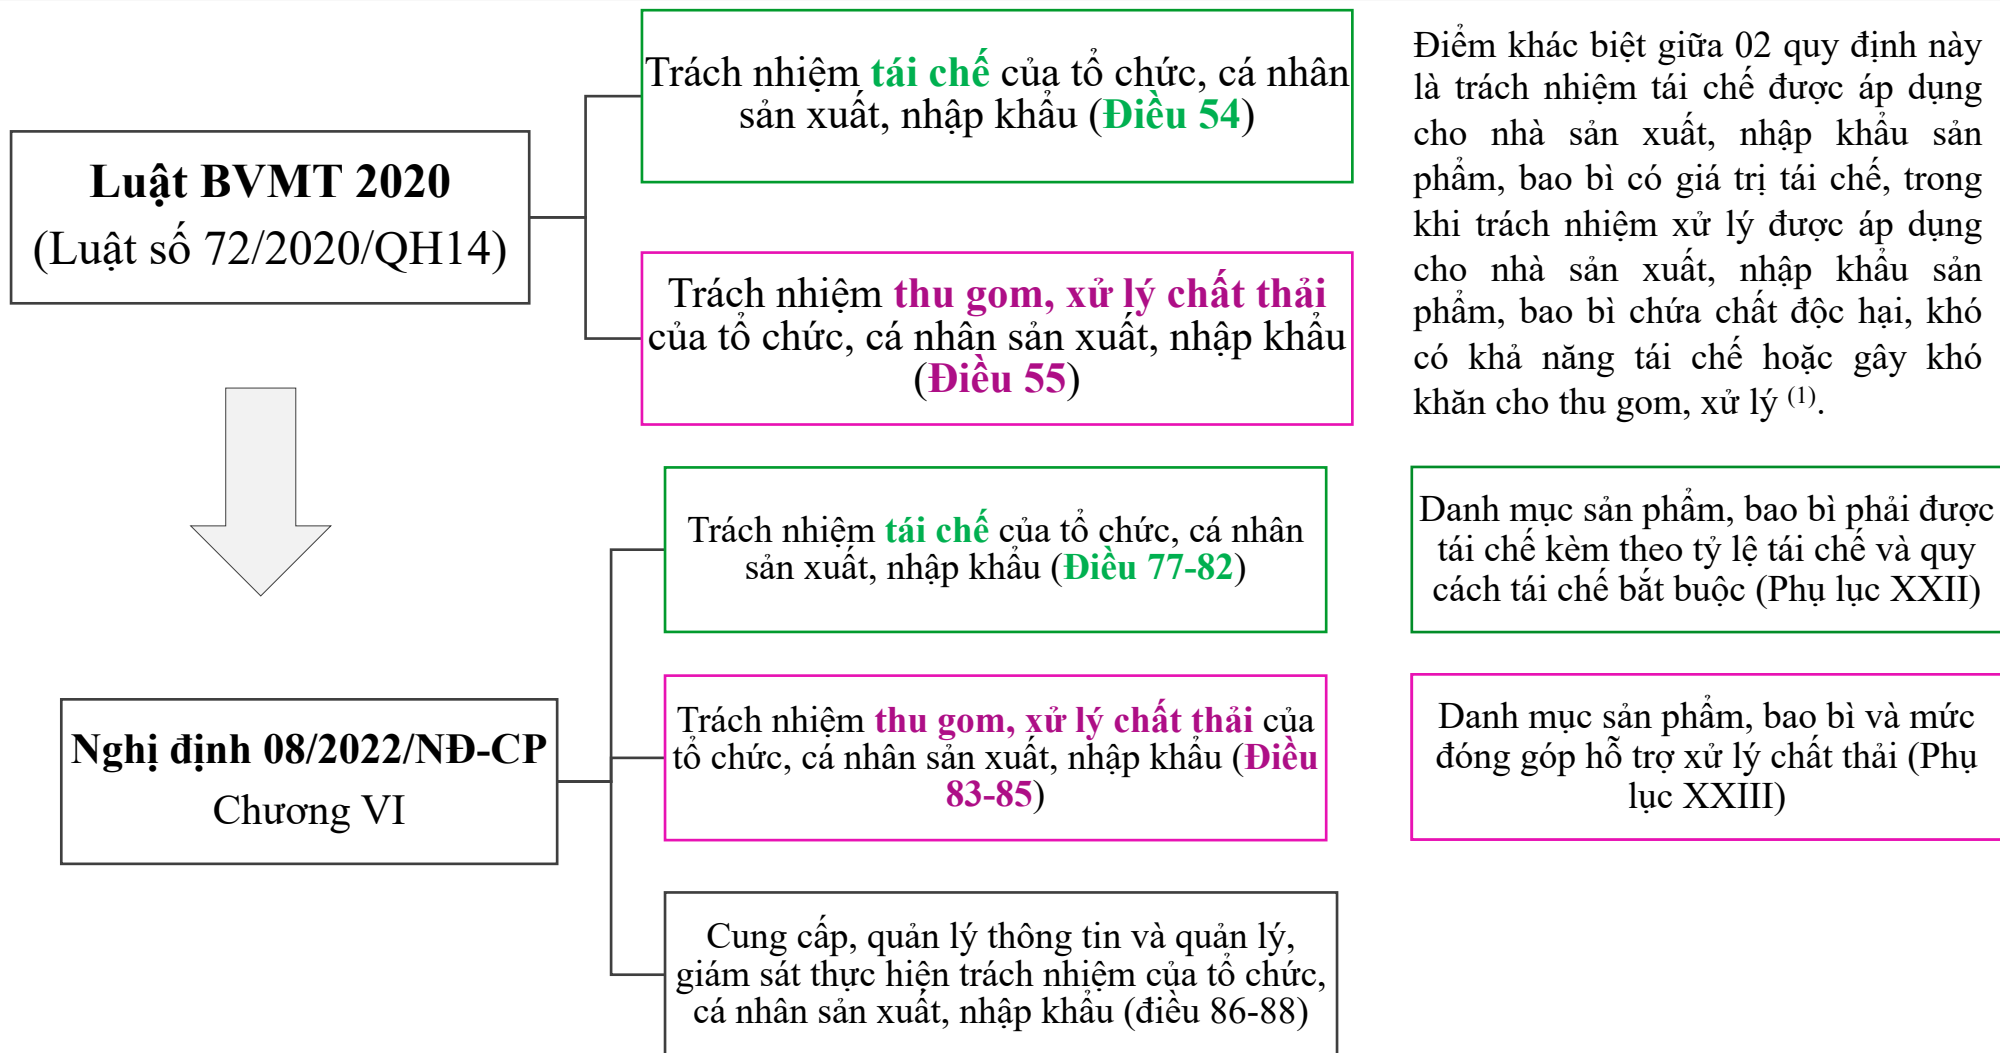 Luật BVMT 2020
(Luật số 72/2020/QH14)
Trách nhiệm tái chế của tổ chức, cá nhân
sản xuất, nhập khẩu (Điều 54)
Trách nhiệm thu gom, xử lý chất thải
của tổ chức, cá nhân sản xuất, nhập khẩu
(Điều 55)
Điểm khác biệt giữa 02 quy định này
là trách nhiệm tái chế được áp dụng
cho nhà sản xuất, nhập khẩu sản
phẩm, bao bì có giá trị tái chế, trong
khi trách nhiệm xử lý được áp dụng
cho nhà sản xuất, nhập khẩu sản
phẩm, bao bì chứa chất độc hại, khó
có khả năng tái chế hoặc gây khó
khăn cho thu gom, xử lý (1).
Nghị định 08/2022/NĐ-CP
Chương VI
Trách nhiệm tái chế của tổ chức, cá nhân
sản xuất, nhập khẩu (Điều 77-82)
Danh mục sản phẩm, bao bì phải được
tái chế kèm theo tỷ lệ tái chế và quy
cách tái chế bắt buộc (Phụ lục XXII)
Trách nhiệm thu gom, xử lý chất thải của
tổ chức, cá nhân sản xuất, nhập khẩu (Điều
83-85)
Danh mục sản phẩm, bao bì và mức
đóng góp hỗ trợ xử lý chất thải (Phụ
lục XXIII)
Cung cấp, quản lý thông tin và quản lý,
giám sát thực hiện trách nhiệm của tổ chức,
cá nhân sản xuất, nhập khẩu (điều 86-88)